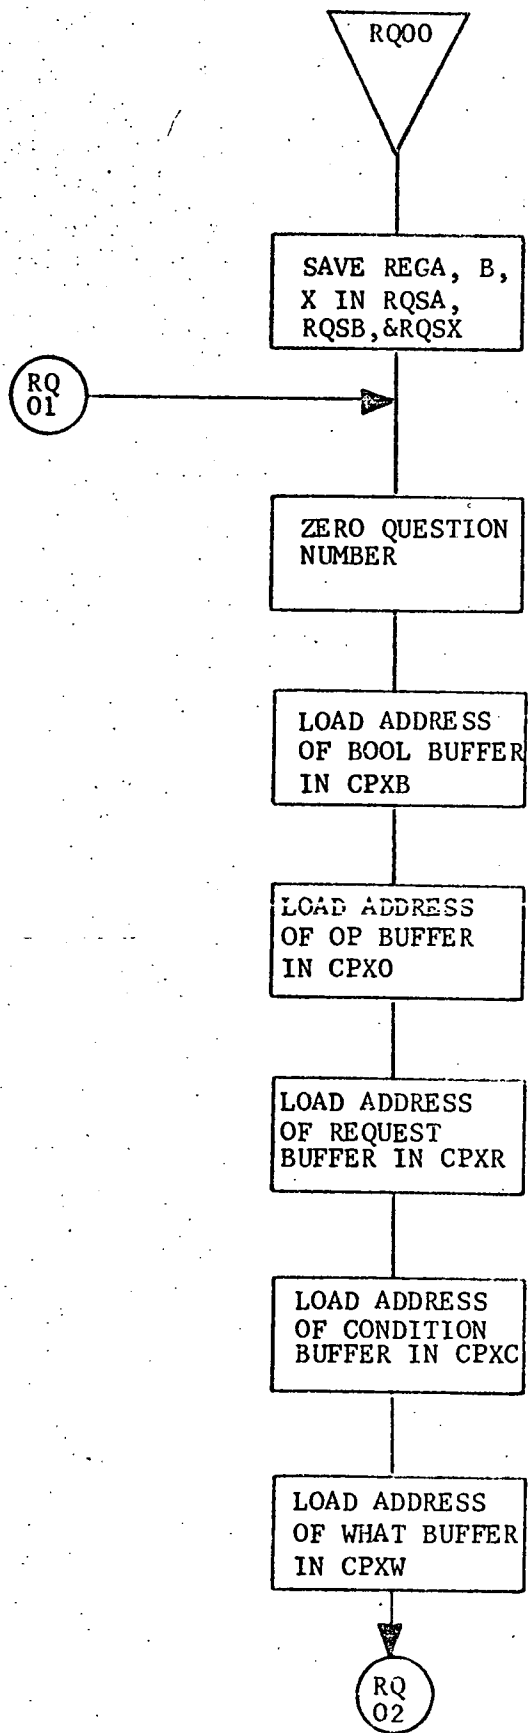 RQ00
SAVE REGA, B,
X IN RQSA,
RQSB,&RQSX
RQ
01
ZERO QUESTION
NUMBER
LOAD ADDRESS
OF BOOL BUFFER
IN CPXB
LOAD ADDRESS
OF OP BUFFER
IN CPXO
LOAD ADDRESS
OF REQUEST
BUFFER IN CPXR
LOAD ADDRESS
OF CONDITION
BUFFER IN CPXC
LOAD ADDRESS
OF WHAT BUFFER
IN CPXW
RQ
02